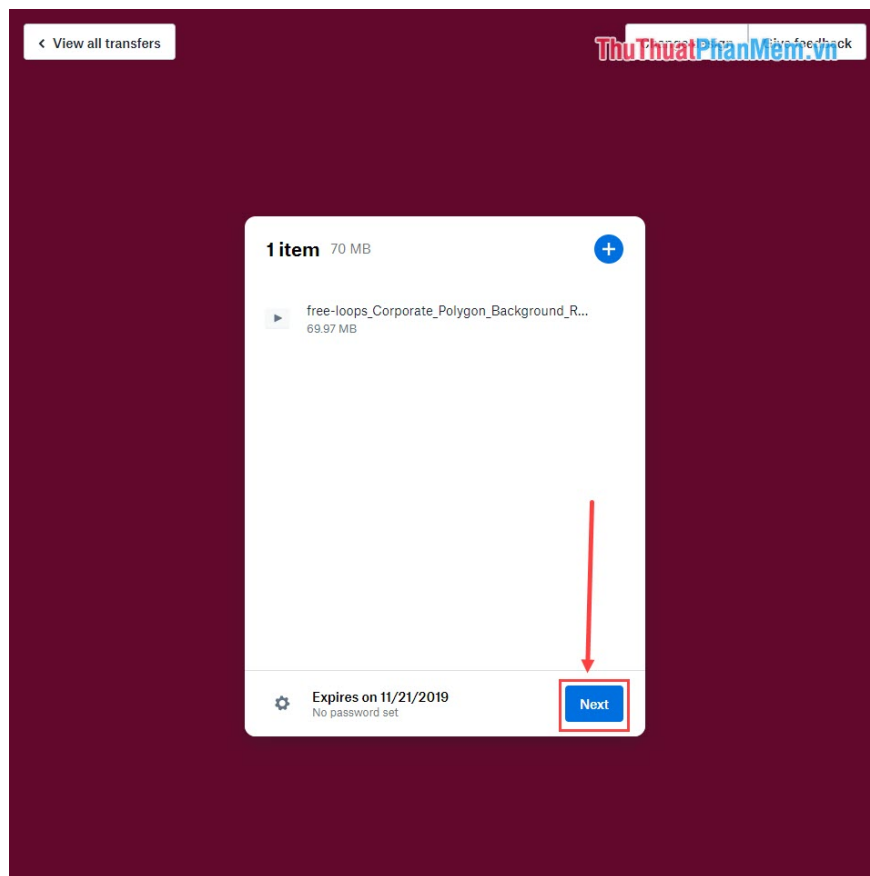 View all transfers
ThuThuatPhanMem.vn
feedback
1 item 70 MB
free-loops_Corporate_Polygon_Background_R...
69.97 MB
Expires on 11/21/2019
No password set
Next